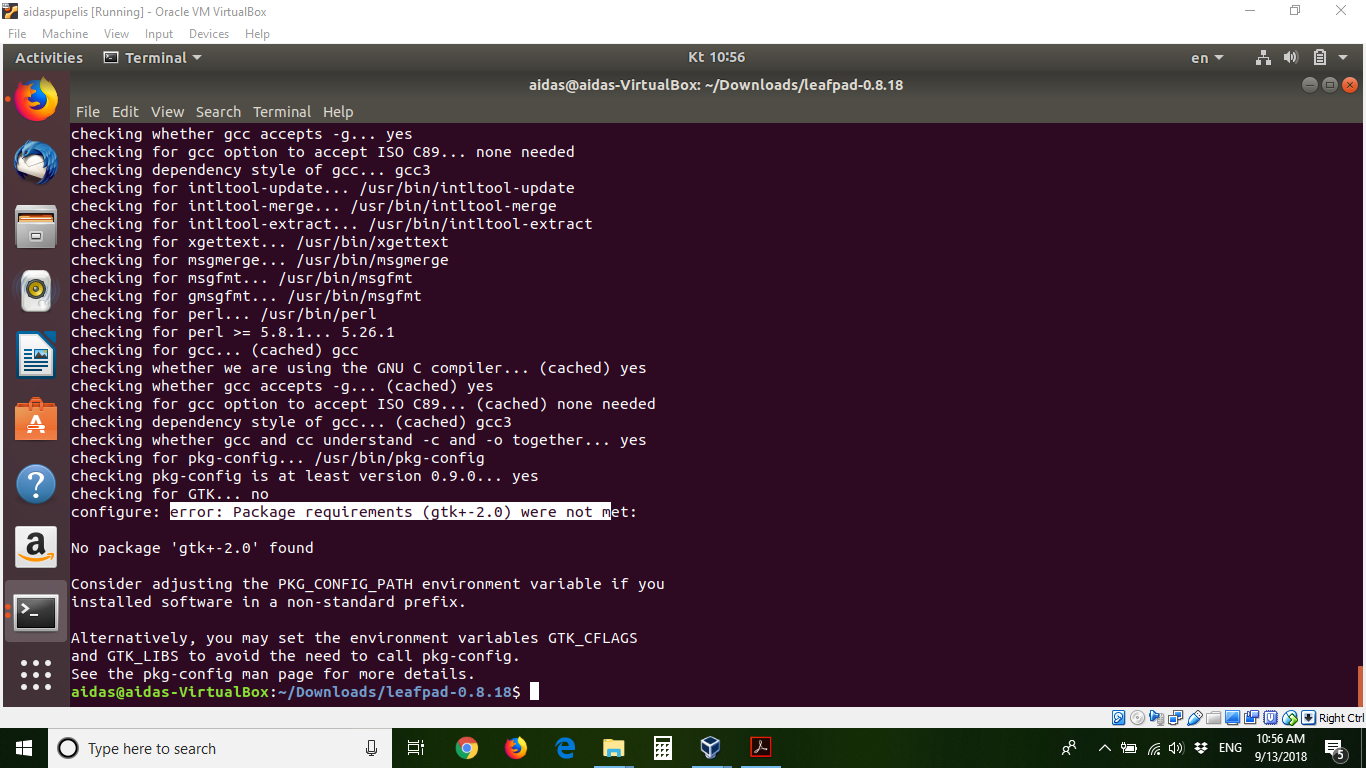 aidaspupelis [Running] - Oracle VM VirtualBox
File Machine View Input Devices Help
Activities Terminal Kt 10:56 en
aidas@aidas-VirtualBox: ~/Downloads/leafpad-0.8.18
File Edit View Search Terminal Help
checking whether gcc accepts -g... yes
checking for gcc option to accept ISO C89... none needed
checking dependency style of gcc... gcc3
checking for intltool-update... /usr/bin/intltool-update
checking for intltool-merge... /usr/bin/intltool-merge
checking for intltool-extract... /usr/bin/intltool-extract
checking for xgettext... /usr/bin/xgettext
checking for msgmerge... /usr/bin/msgmerge
checking for msgfmt... /usr/bin/msgfmt
checking for gmsgfmt... /usr/bin/msgfmt
checking for perl... /usr/bin/perl
checking for perl >= 5.8.1... 5.26.1
checking for gcc... (cached) gcc
checking whether we are using the GNU C compiler... (cached) yes
checking whether gcc accepts -g... (cached) yes
checking for gcc option to accept ISO C89... (cached) none needed
checking dependency style of gcc... (cached) gcc3
checking whether gcc and cc understand -c and -o together... yes
checking for pkg-config... /usr/bin/pkg-config
checking pkg-config is at least version 0.9.0... yes
checking for GTK... no
configure: error: Package requirements (gtk+-2.0) were not met:
No package 'gtk+-2.0' found
Consider adjusting the PKG_CONFIG_PATH environment variable if you
installed software in a non-standard prefix.
Alternatively, you may set the environment variables GTK_CFLAGS
and GTK_LIBS to avoid the need to call pkg-config.
See the pkg-config man page for more details.
aidas@aidas-VirtualBox:~/Downloads/leafpad-0.8.18$
Right Ctrl
Type here to search
ENG
10:56 AM
9/13/2018
5